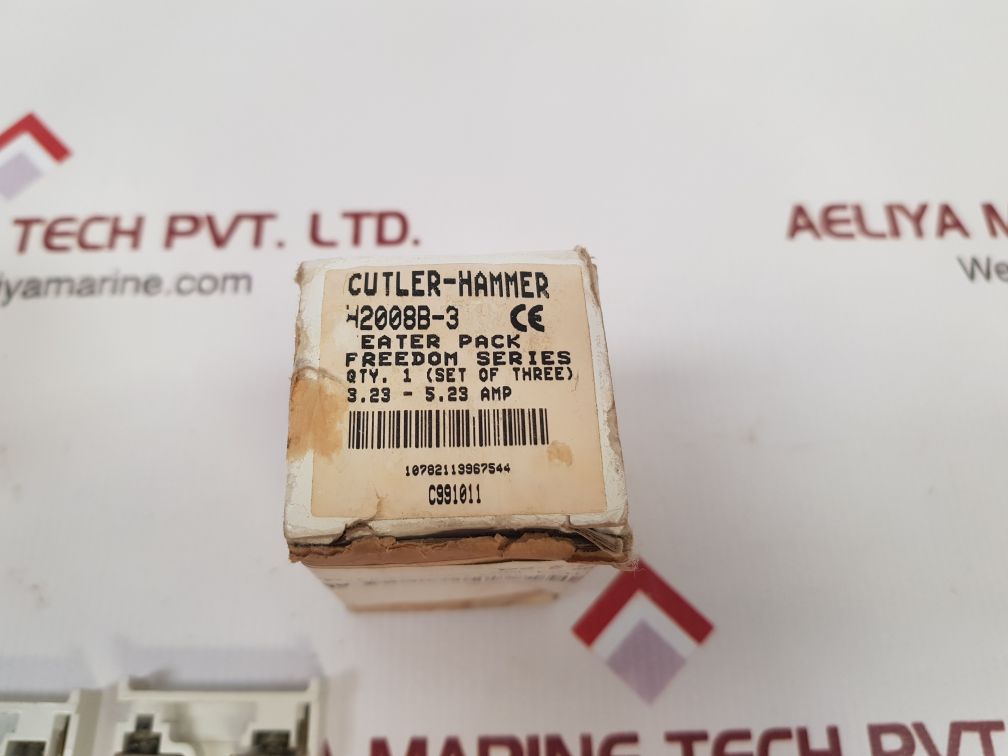 TECH PVT. LTD.
iyamarine.com
AELIYA M
We
CUTLER-HAMMER
H2008B-3 CE
EATER PACK
FREEDOM SERIES
QTY. 1 (SET OF THREE)
3.23 - 5.23 AMP
10782113967544
C991011
MARINE TECH PVT.